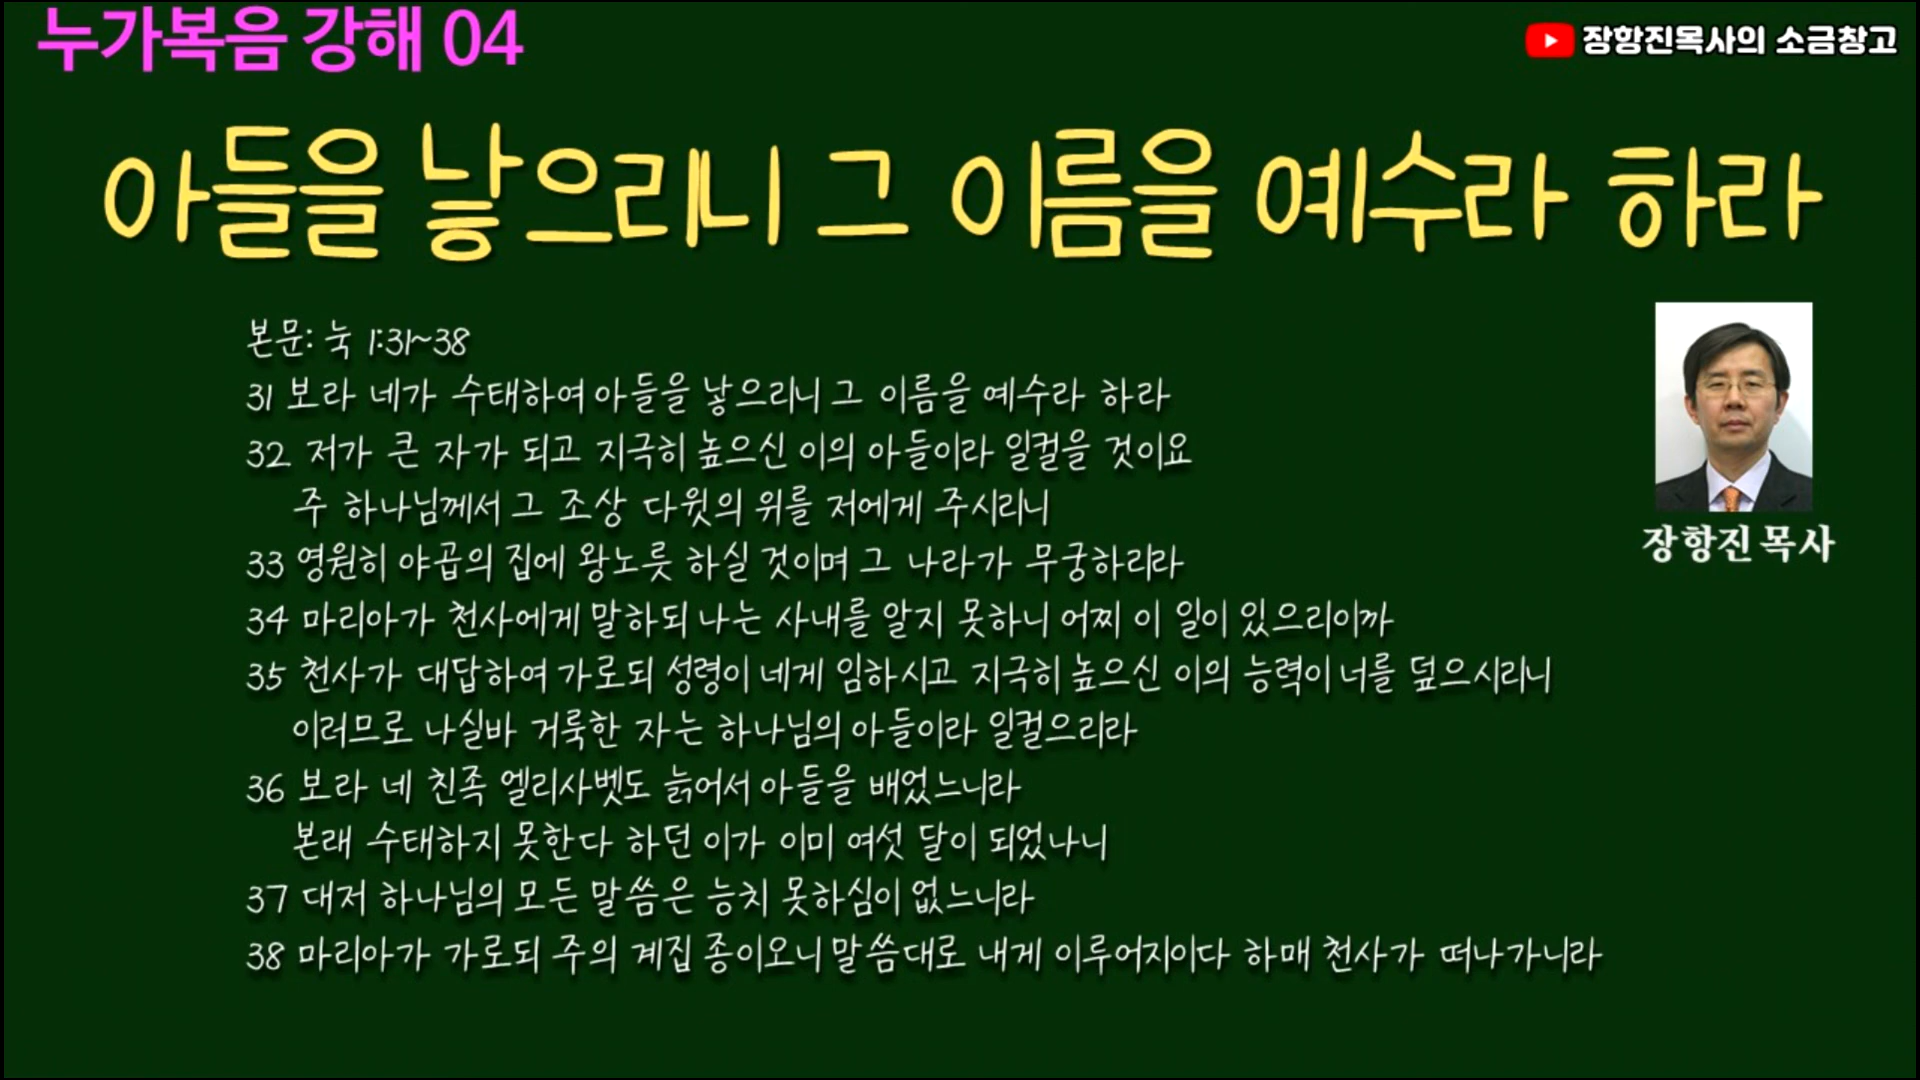 누가복음 강해 04
장항진목사의 소금창고
아들을 낳으리니 그 이름을 예수라 하라
본문: 눅 1:31~38
31 보라 네가 수태하여 아들을 낳으리니 그 이름을 예수라 하라
32 저가 큰 자가 되고 지극히 높으신 이의 아들이라 일컬을 것이요
주 하나님께서 그 조상 다윗의 위를 저에게 주시리니
33 영원히 야곱의 집에 왕노릇 하실 것이며 그 나라가 무궁하리라
34 마리아가 천사에게 말하되 나는 사내를 알지 못하니 어찌 이 일이 있으리이까
35 천사가 대답하여 가로되 성령이 네게 임하시고 지극히 높으신 이의 능력이 너를 덮으시리니
이러므로 나실바 거룩한 자는 하나님의 아들이라 일컬으리라
36 보라 네 친족 엘리사벳도 늙어서 아들을 배었느니라
본래 수태하지 못한다 하던 이가 이미 여섯 달이 되었나니
37 대저 하나님의 모든 말씀은 능치 못하심이 없느니라
38 마리아가 가로되 주의 계집 종이오니 말씀대로 내게 이루어지이다 하매 천사가 떠나가니라
장항진 목사